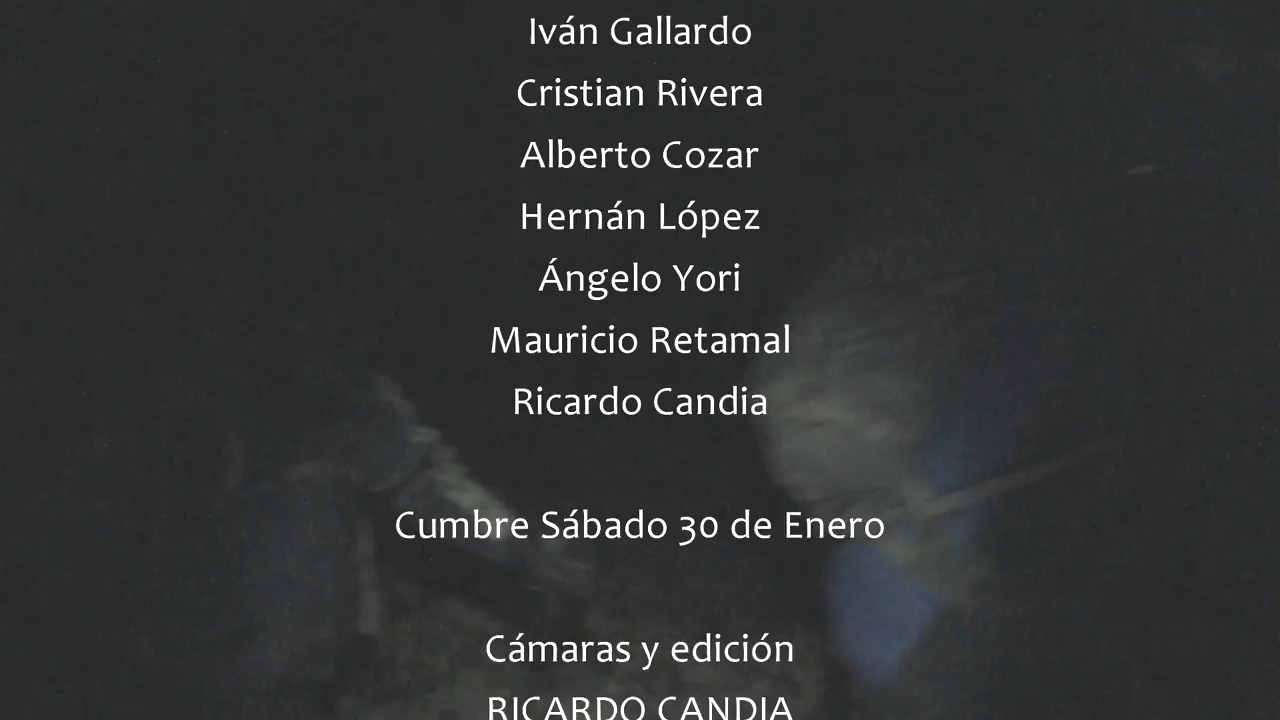 Iván Gallardo
Cristian Rivera
Alberto Cozar
Hernán López
Ángelo Yori
Mauricio Retamal
Ricardo Candia
Cumbre Sábado 30 de Enero
Cámaras y edición
RICARDO CANDIA